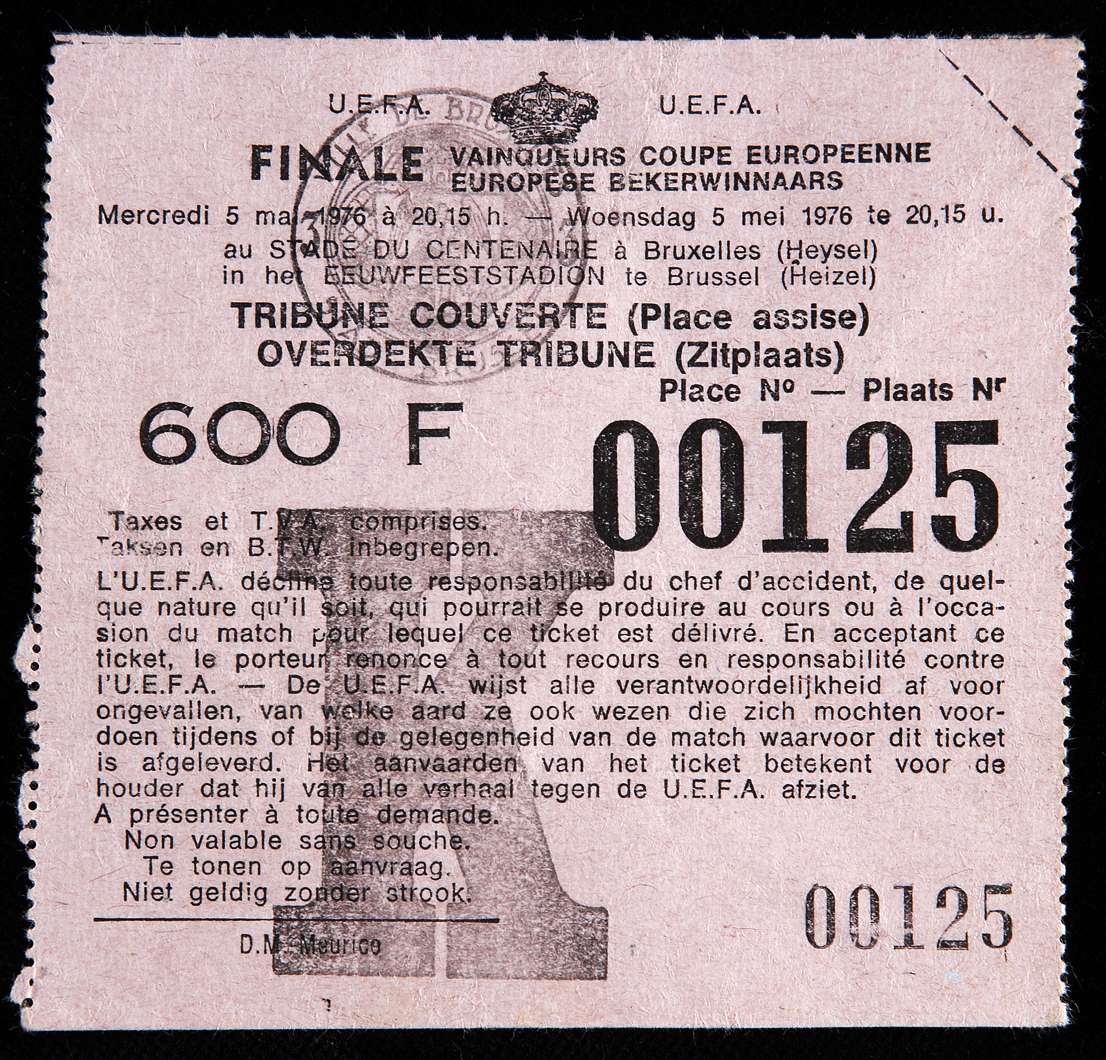 U.E.F.A. U.E.F.A.
FINALE VAINQUEURS COUPE EUROPEENNE
EUROPESE BEKERWINNAARS
Mercredi 5 mai 1976 à 20,15 h. — Woensdag 5 mei 1976 te 20,15 u.
au STADE DU CENTENAIRE à Bruxelles (Heysel)
in het EEUWFEESTSTADION te Brussel (Heizel)
TRIBUNE COUVERTE (Place assise)
OVERDEKTE TRIBUNE (Zitplaats)
Place Nº — Plaats Nr
600 F 00125
Taxes et T.V.A. comprises.
Taksen en B.T.W. inbegrepen.
L'U.E.F.A. décline toute responsabilité du chef d'accident, de quel-
que nature qu'il soit, qui pourrait se produire au cours ou à l'occa-
sion du match pour lequel ce ticket est délivré. En acceptant ce
ticket, le porteur renonce à tout recours en responsabilité contre
l'U.E.F.A. — De U.E.F.A. wijst alle verantwoordelijkheid af voor
ongevallen, van welke aard ze ook wezen die zich mochten voor-
doen tijdens of bij de gelegenheid van de match waarvoor dit ticket
is afgeleverd. Het aanvaarden van het ticket betekent voor de
houder dat hij van alle verhaal tegen de U.E.F.A. afziet.
A présenter à toute demande.
Non valable sans souche.
Te tonen op aanvraag.
Niet geldig zonder strook.
K
00125
D.M. Meurice